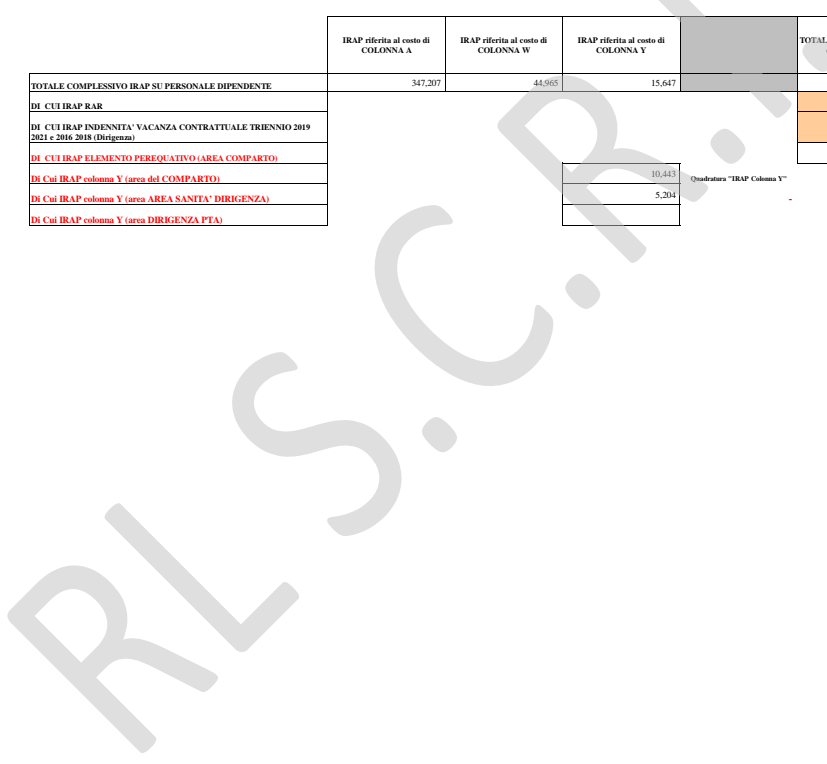 IRAP riferita al costo di
COLONNA A
IRAP riferita al costo di
COLONNA W
IRAP riferita al costo di
COLONNA Y
TOTALE COMPLESSIVO IRAP SU PERSONALE DIPENDENTE 347,207 44,965 15,647
DI CUI IRAP RAR
DI CUI IRAP INDENNITA' VACANZA CONTRATTUALE TRIENNIO 2019
2021 e 2016 2018 (Dirigenza)
DI CUI IRAP ELEMENTO PEREQUATIVO (AREA COMPARTO)
Di Cui IRAP colonna Y (area del COMPARTO) 10,443 Quadratura "IRAP Colonna Y"
Di Cui IRAP colonna Y (area AREA SANITA' DIRIGENZA) 5,204 -
Di Cui IRAP colonna Y (area DIRIGENZA PTA)
RL S.C.R.I.